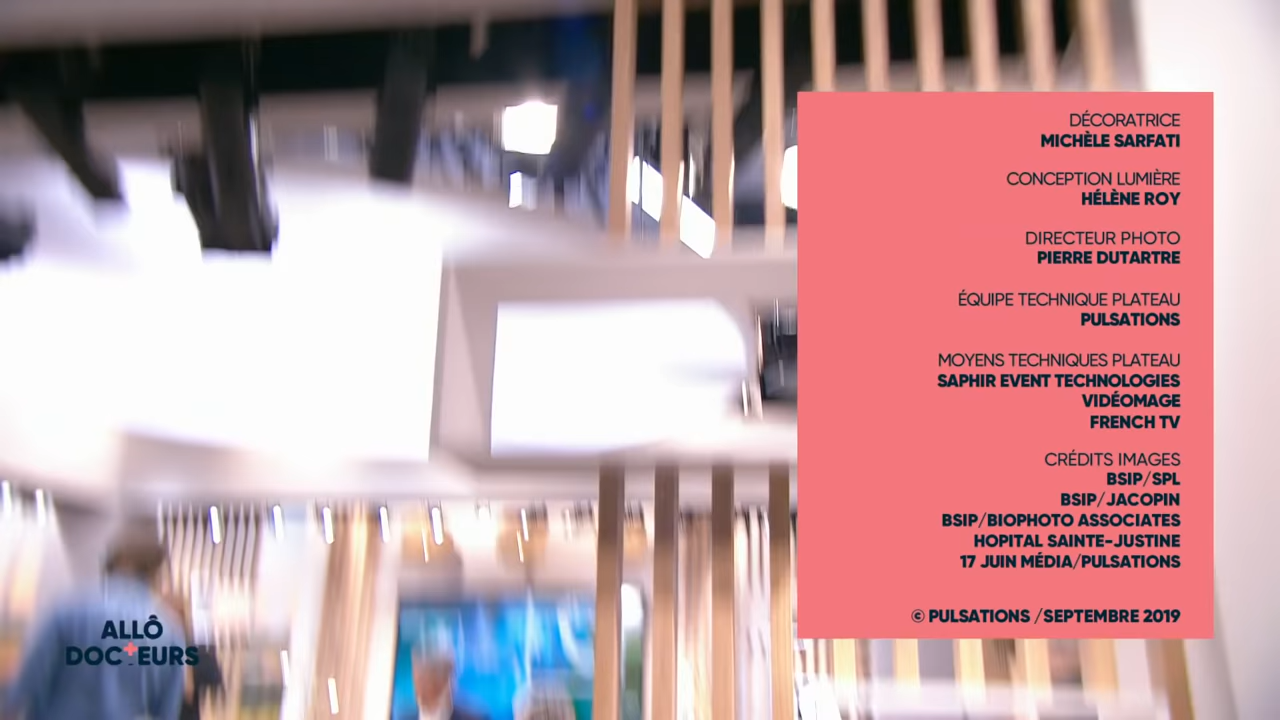 DÉCORATRICE
MICHÈLE SARFATI
CONCEPTION LUMIÈRE
HÉLÈNE ROY
DIRECTEUR PHOTO
PIERRE DUTARTRE
ÉQUIPE TECHNIQUE PLATEAU
PULSATIONS
MOYENS TECHNIQUES PLATEAU
SAPHIR EVENT TECHNOLOGIES
VIDÉOMAGE
FRENCH TV
CRÉDITS IMAGES
BSIP/SPL
BSIP/JACOPIN
BSIP/BIOPHOTO ASSOCIATES
HOPITAL SAINTE-JUSTINE
17 JUIN MÉDIA/PULSATIONS
© PULSATIONS /SEPTEMBRE 2019
ALLÔ
DOCTEURS